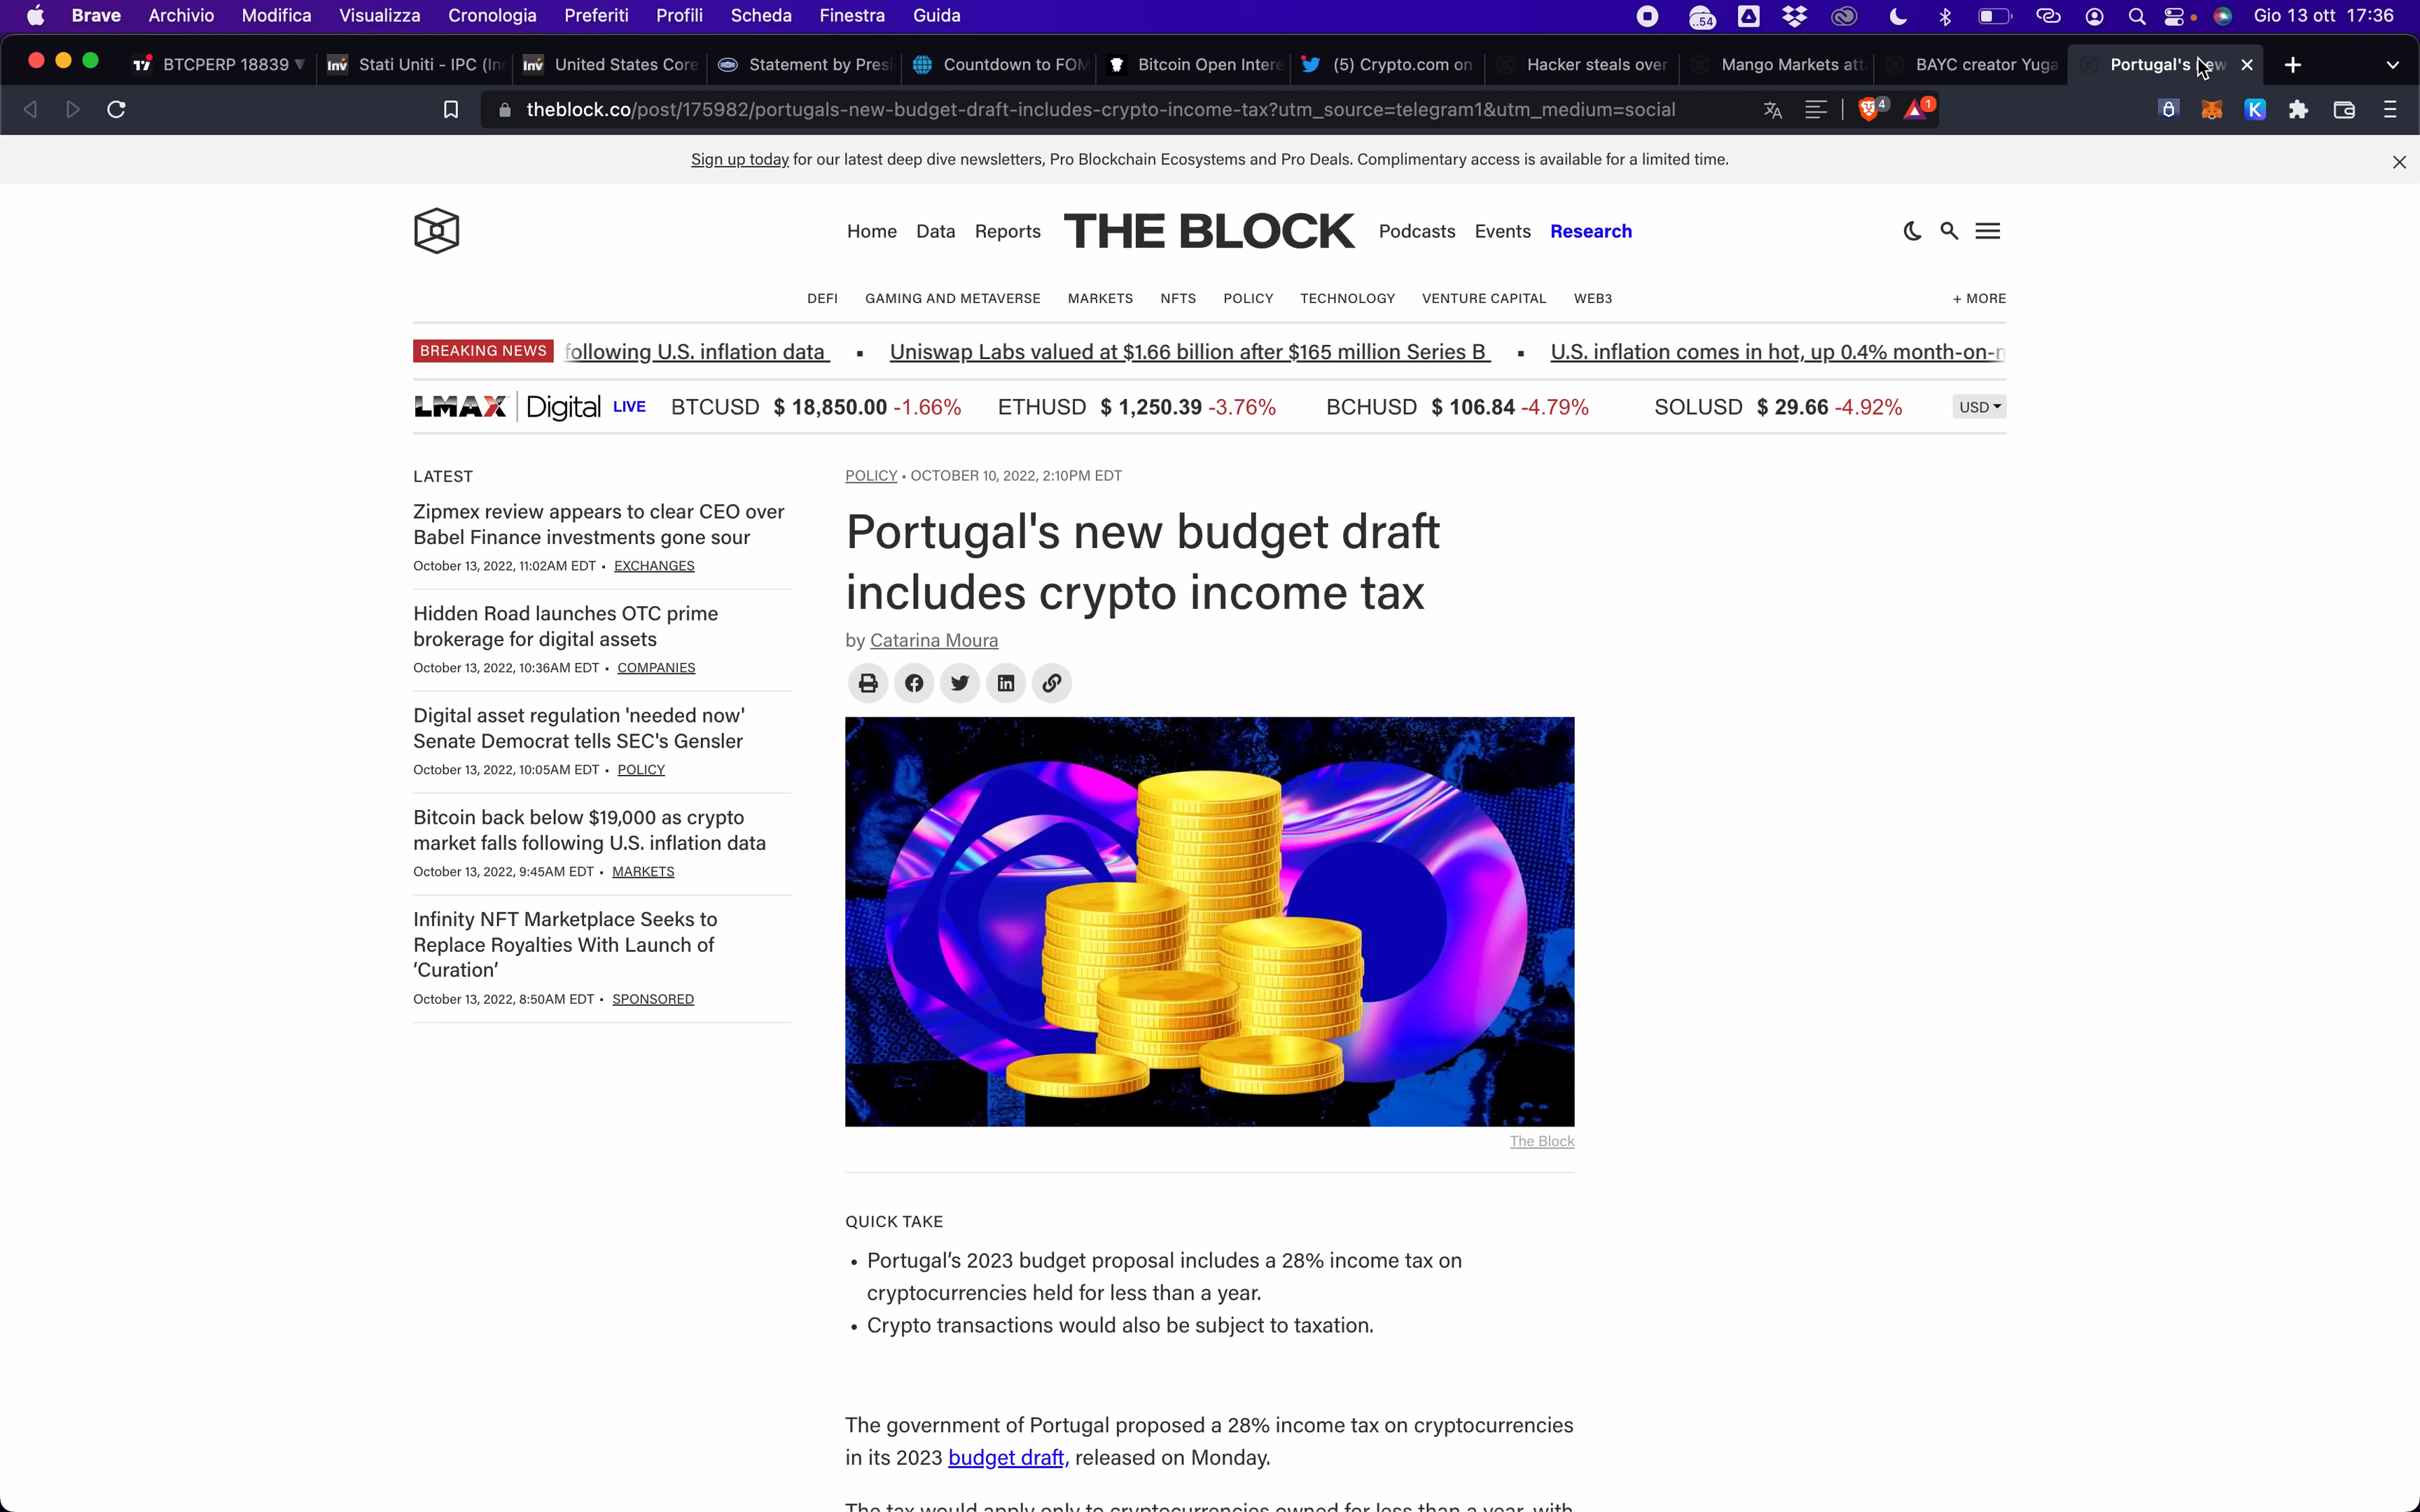 Brave Archivio Modifica Visualizza Cronologia Preferiti Profili Scheda Finestra Guida ..54 Gio 13 ott 17:36
BTCPERP 18839 Stati Uniti - IPC (In United States Core Statement by Presi Countdown to FOM Bitcoin Open Intere (5) Crypto.com on Hacker steals over Mango Markets att BAYC creator Yuga Portugal's new
theblock.co/post/175982/portugals-new-budget-draft-includes-crypto-income-tax?utm_source=telegram1&utm_medium=social 4 1
Sign up today for our latest deep dive newsletters, Pro Blockchain Ecosystems and Pro Deals. Complimentary access is available for a limited time.
Home Data Reports THE BLOCK Podcasts Events Research
DEFI GAMING AND METAVERSE MARKETS NFTS POLICY TECHNOLOGY VENTURE CAPITAL WEB3 + MORE
BREAKING NEWS following U.S. inflation data ▪ Uniswap Labs valued at $1.66 billion after $165 million Series B ▪ U.S. inflation comes in hot, up 0.4% month-on-m
LMAX Digital LIVE BTCUSD $ 18,850.00 -1.66% ETHUSD $ 1,250.39 -3.76% BCHUSD $ 106.84 -4.79% SOLUSD $ 29.66 -4.92% USD
LATEST
Zipmex review appears to clear CEO over
Babel Finance investments gone sour
October 13, 2022, 11:02AM EDT • EXCHANGES
Hidden Road launches OTC prime
brokerage for digital assets
October 13, 2022, 10:36AM EDT • COMPANIES
Digital asset regulation 'needed now'
Senate Democrat tells SEC's Gensler
October 13, 2022, 10:05AM EDT • POLICY
Bitcoin back below $19,000 as crypto
market falls following U.S. inflation data
October 13, 2022, 9:45AM EDT • MARKETS
Infinity NFT Marketplace Seeks to
Replace Royalties With Launch of
‘Curation’
October 13, 2022, 8:50AM EDT • SPONSORED
POLICY • OCTOBER 10, 2022, 2:10PM EDT
Portugal's new budget draft
includes crypto income tax
by Catarina Moura
The Block
QUICK TAKE
• Portugal’s 2023 budget proposal includes a 28% income tax on
cryptocurrencies held for less than a year.
• Crypto transactions would also be subject to taxation.
The government of Portugal proposed a 28% income tax on cryptocurrencies
in its 2023 budget draft, released on Monday.
The tax would apply only to cryptocurrencies owned for less than a year, with